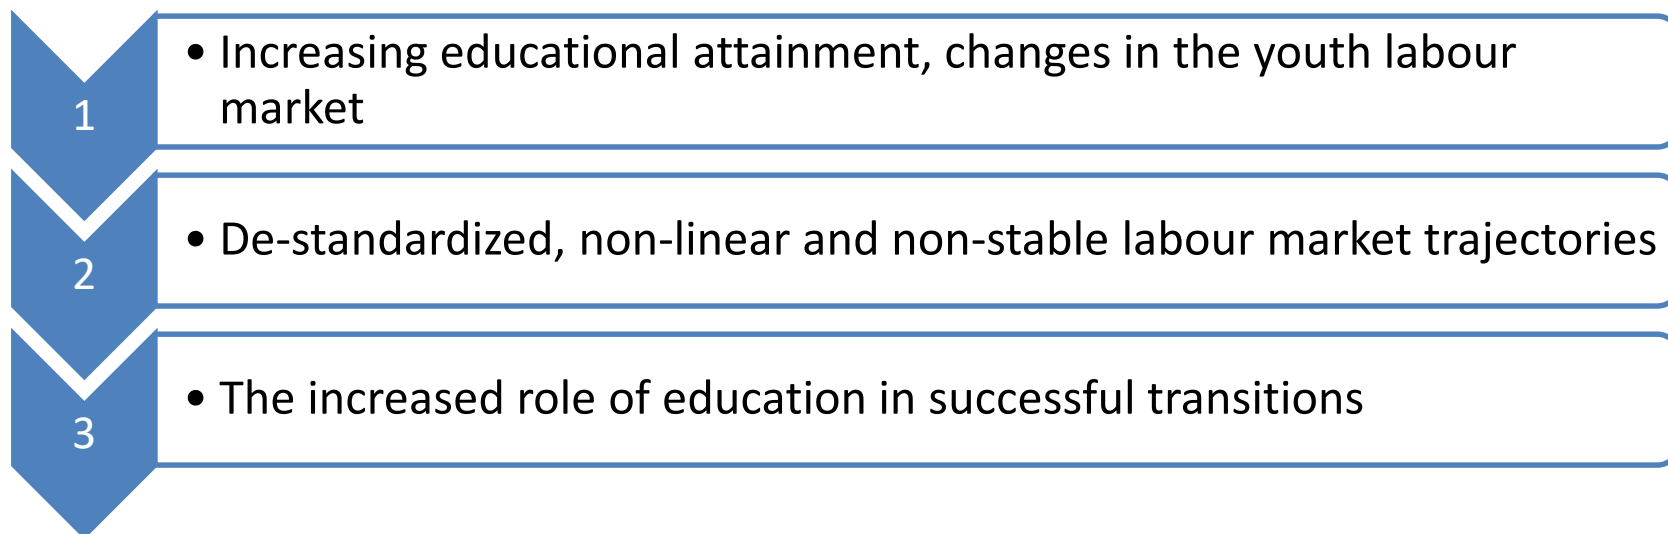 1
• Increasing educational attainment, changes in the youth labour
market
2
• De-standardized, non-linear and non-stable labour market trajectories
3
• The increased role of education in successful transitions